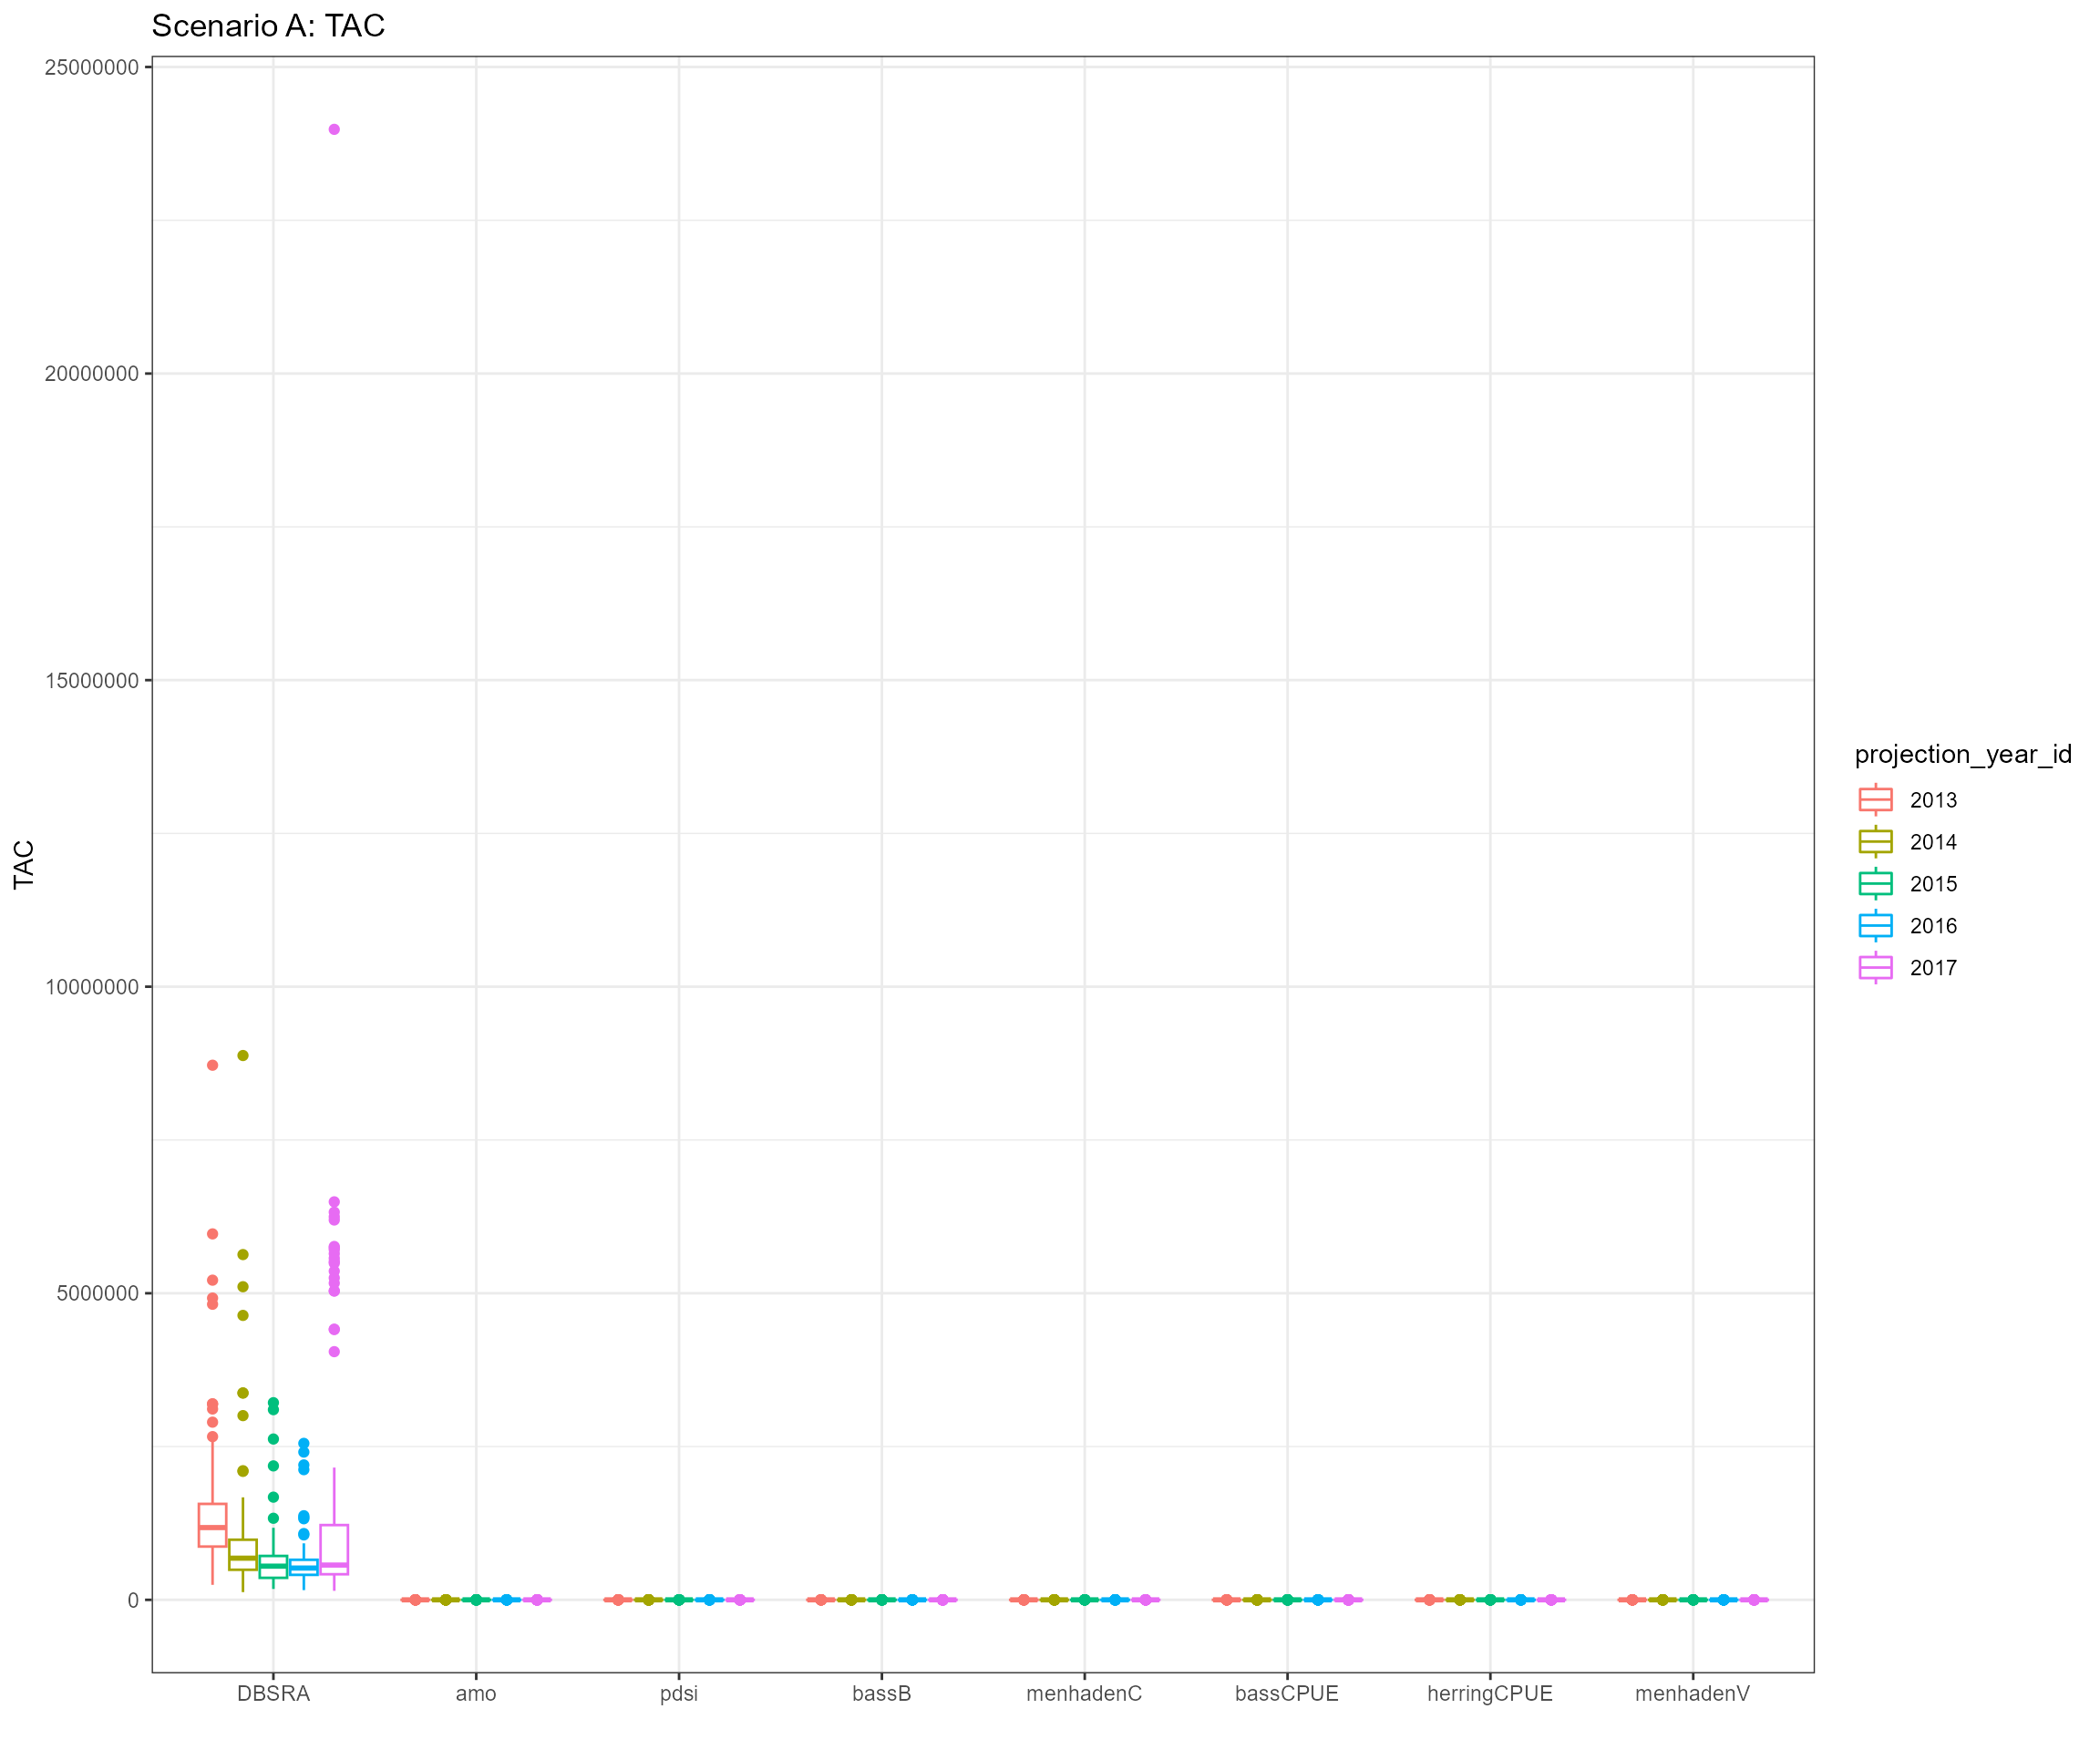 Scenario A: TAC
25000000
20000000
15000000
10000000
5000000
0
TAC
DBSRA amo pdsi bassB menhadenC bassCPUE herringCPUE menhadenV
projection_year_id
2013
2014
2015
2016
2017